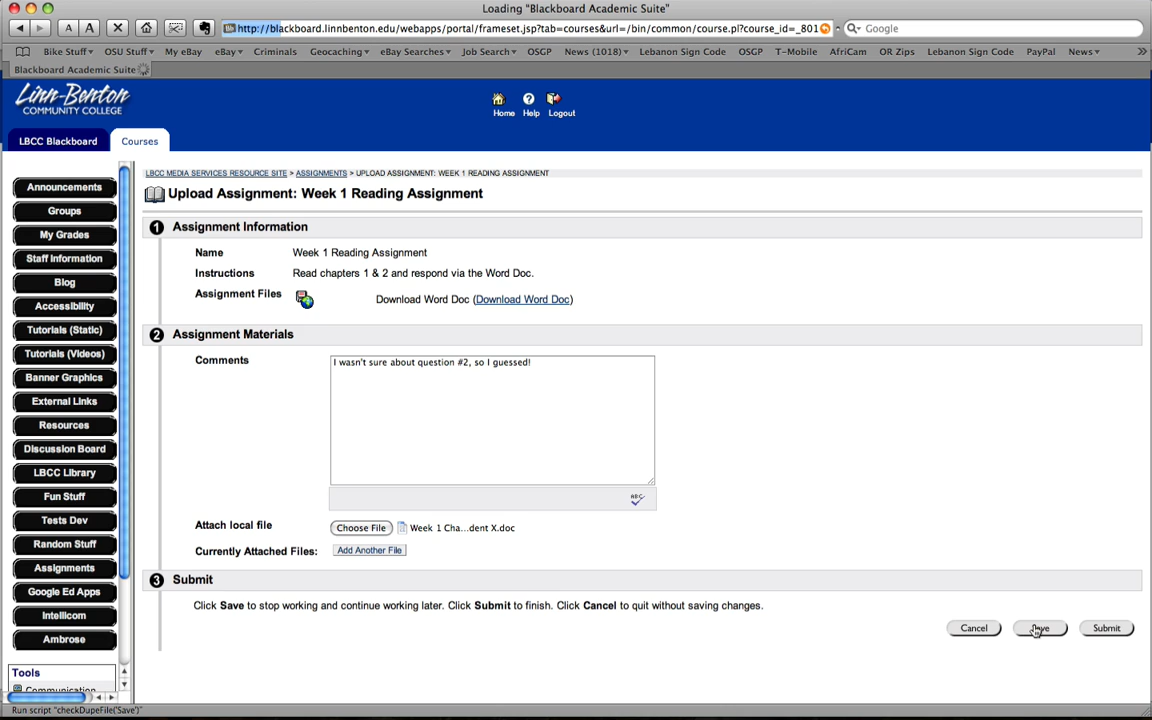 Loading "Blackboard Academic Suite"
A A http://blackboard.linnbenton.edu/webapps/portal/frameset.jsp?tab=courses&url=/bin/common/course.pl?course_id=_801 Google
Bike Stuff OSU Stuff My eBay eBay Criminals Geocaching eBay Searches Job Search OSGP News (1018) Lebanon Sign Code OSGP T-Mobile AfriCam OR Zips Lebanon Sign Code PayPal News
Blackboard Academic Suite
Linn-Benton
COMMUNITY COLLEGE
Home Help Logout
LBCC Blackboard Courses
LBCC MEDIA SERVICES RESOURCE SITE > ASSIGNMENTS > UPLOAD ASSIGNMENT: WEEK 1 READING ASSIGNMENT
Upload Assignment: Week 1 Reading Assignment
Announcements
Groups
My Grades
Staff Information
Blog
Accessibility
Tutorials (Static)
Tutorials (Videos)
Banner Graphics
External Links
Resources
Discussion Board
LBCC Library
Fun Stuff
Tests Dev
Random Stuff
Assignments
Google Ed Apps
Intellicom
Ambrose
Tools
Communication
1 Assignment Information
Name Week 1 Reading Assignment
Instructions Read chapters 1 & 2 and respond via the Word Doc.
Assignment Files Download Word Doc (Download Word Doc)
2 Assignment Materials
Comments I wasn't sure about question #2, so I guessed!
ABC
Attach local file Choose File Week 1 Cha...dent X.doc
Currently Attached Files: Add Another File
3 Submit
Click Save to stop working and continue working later. Click Submit to finish. Click Cancel to quit without saving changes.
Cancel Save Submit
Run script "checkDupeFile('Save')"